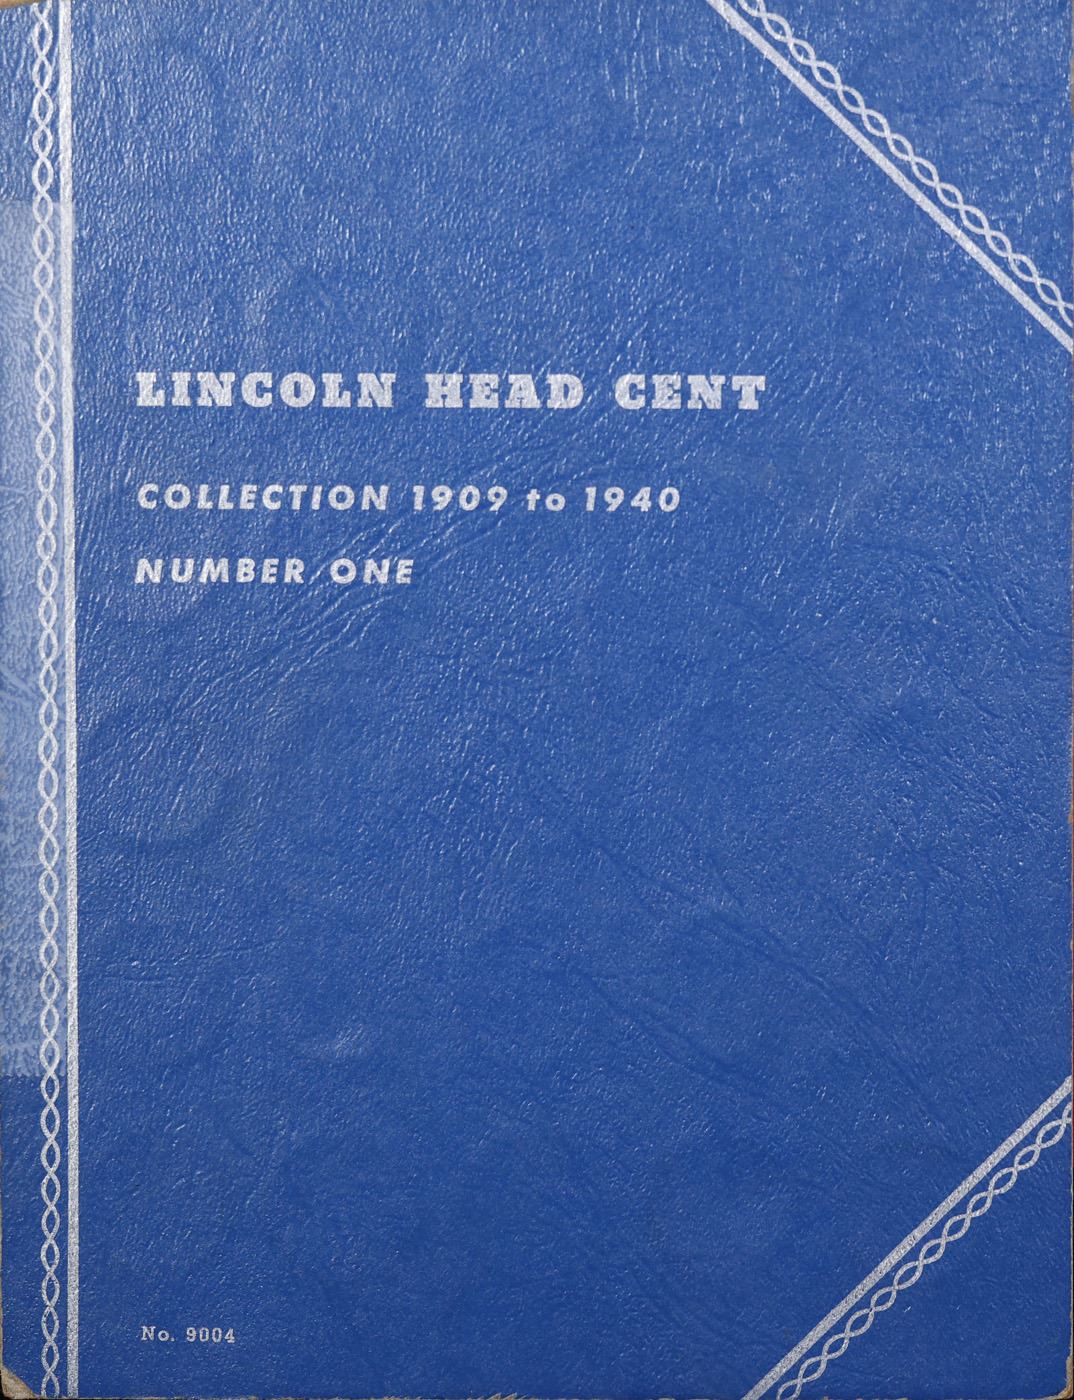 LINCOLN HEAD CENT
COLLECTION 1909 to 1940
NUMBER ONE
No. 9004